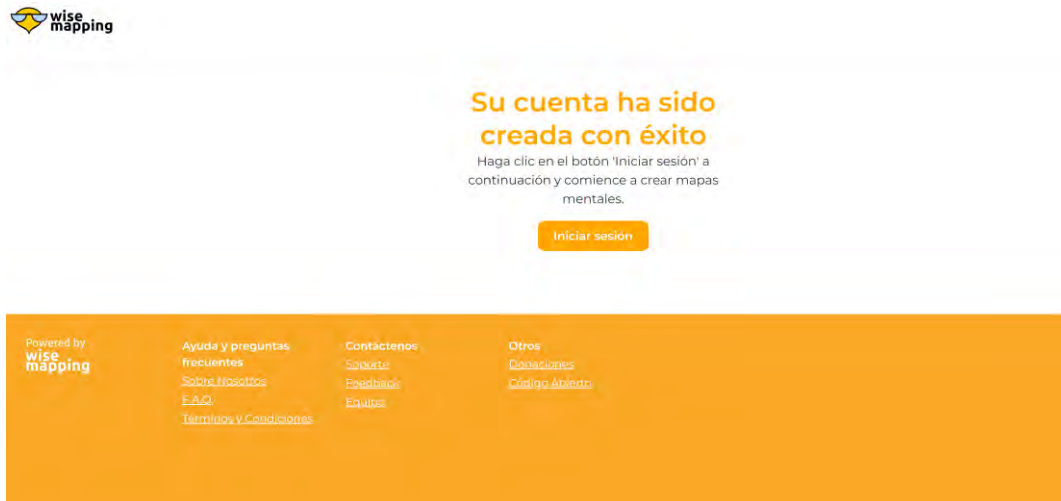 wise
mapping
Su cuenta ha sido
creada con éxito
Haga clic en el botón 'Iniciar sesión' a
continuación y comience a crear mapas
mentales.
Iniciar sesión
Powered by
wise
mapping
Ayuda y preguntas
frecuentes
Sobre Nosotros
F.A.Q.
Términos y Condiciones
Contáctenos
Soporte
Feedback
Equipo
Otros
Donaciones
Código Abierto